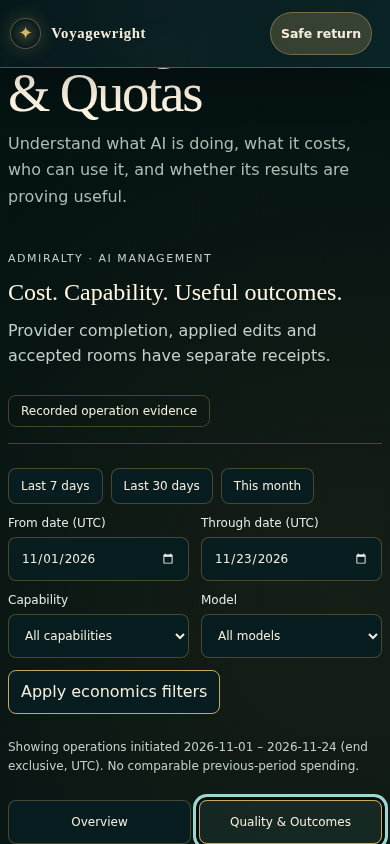 Voyagewright
Safe return
& Quotas
Understand what AI is doing, what it costs,
who can use it, and whether its results are
proving useful.
ADMIRALTY · AI MANAGEMENT
Cost. Capability. Useful outcomes.
Provider completion, applied edits and
accepted rooms have separate receipts.
Recorded operation evidence
Last 7 days
Last 30 days
This month
From date (UTC)
Through date (UTC)
11/01/2026
11/23/2026
Capability
Model
All capabilities
All models
Apply economics filters
Showing operations initiated 2026-11-01 – 2026-11-24 (end
exclusive, UTC). No comparable previous-period spending.
Overview
Quality & Outcomes